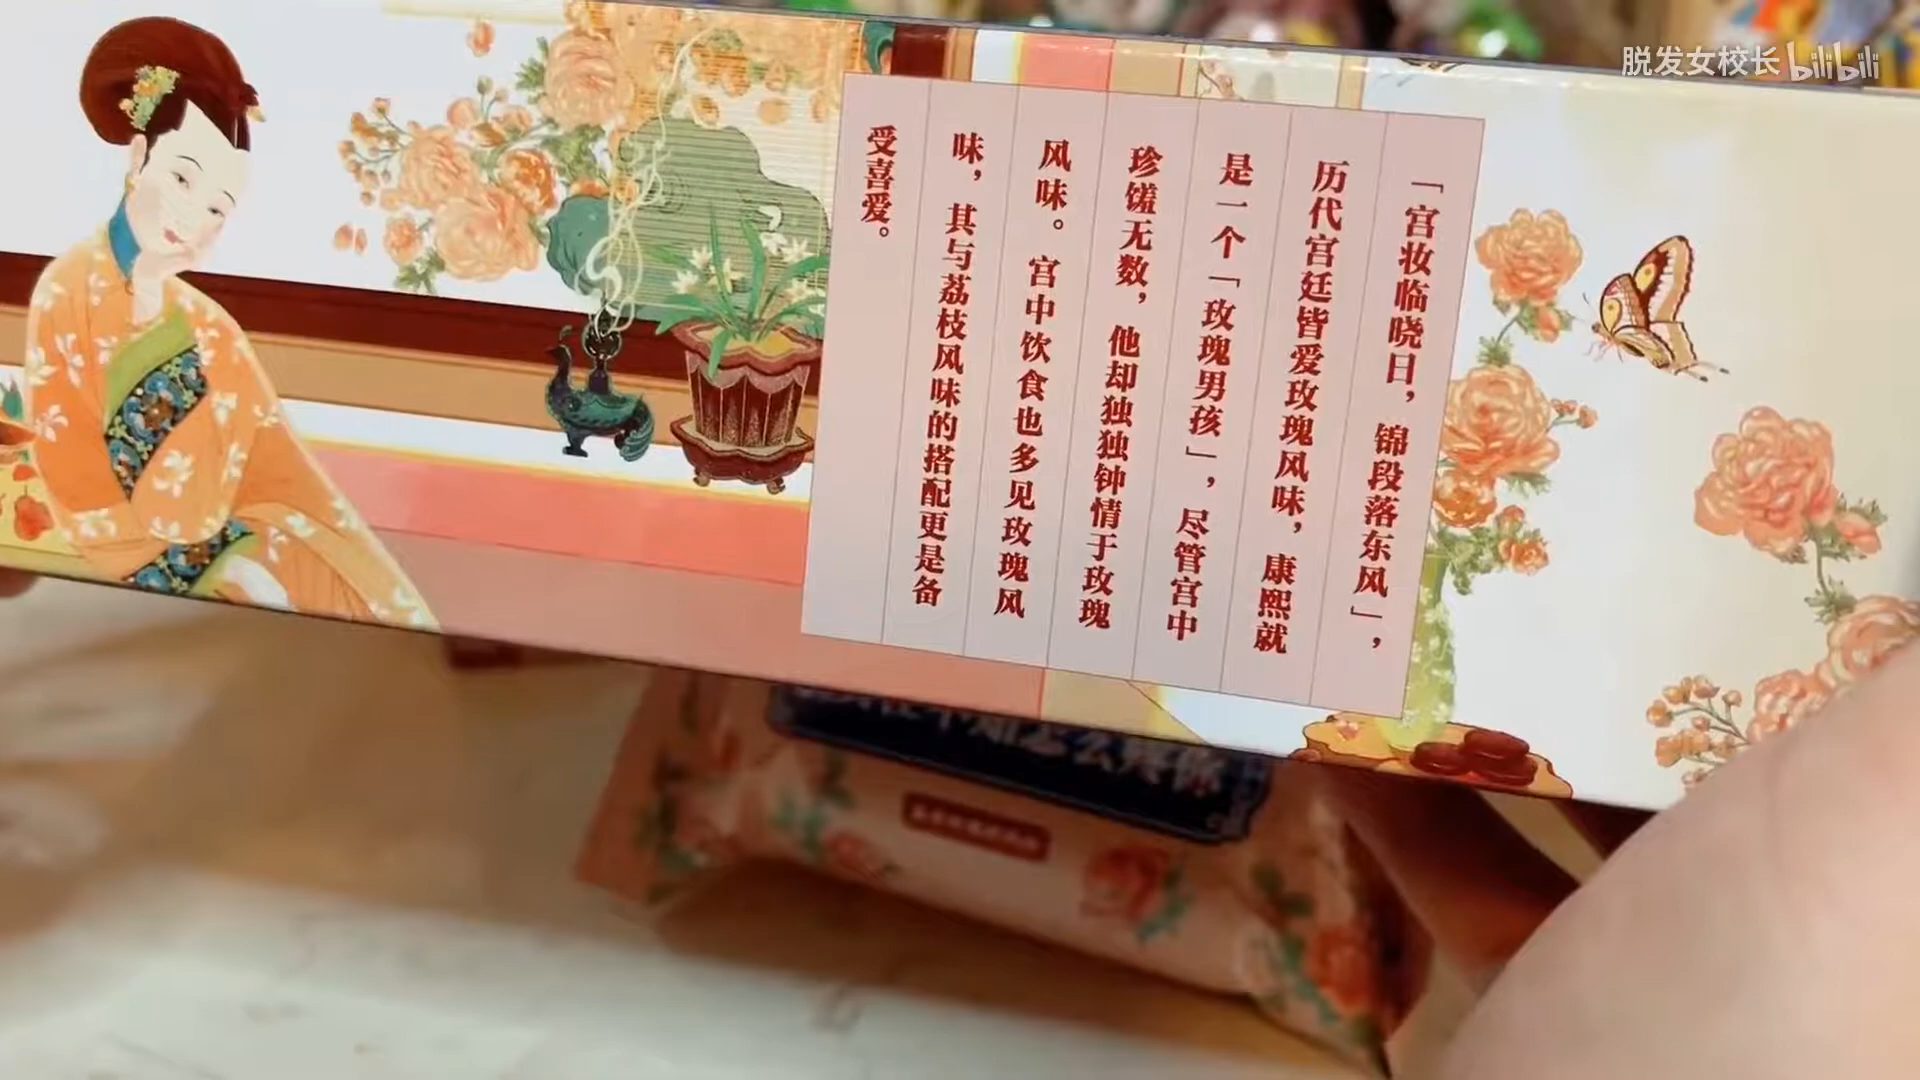 脱发女校长 bilibili
「宫妆临晓日，锦段落东风」，
历代宫廷皆爱玫瑰风味，康熙就
是一个「玫瑰男孩」，尽管宫中
珍馐无数，他却独独钟情于玫瑰
风味。宫中饮食也多见玫瑰风
味，其与荔枝风味的搭配更是备
受喜爱。